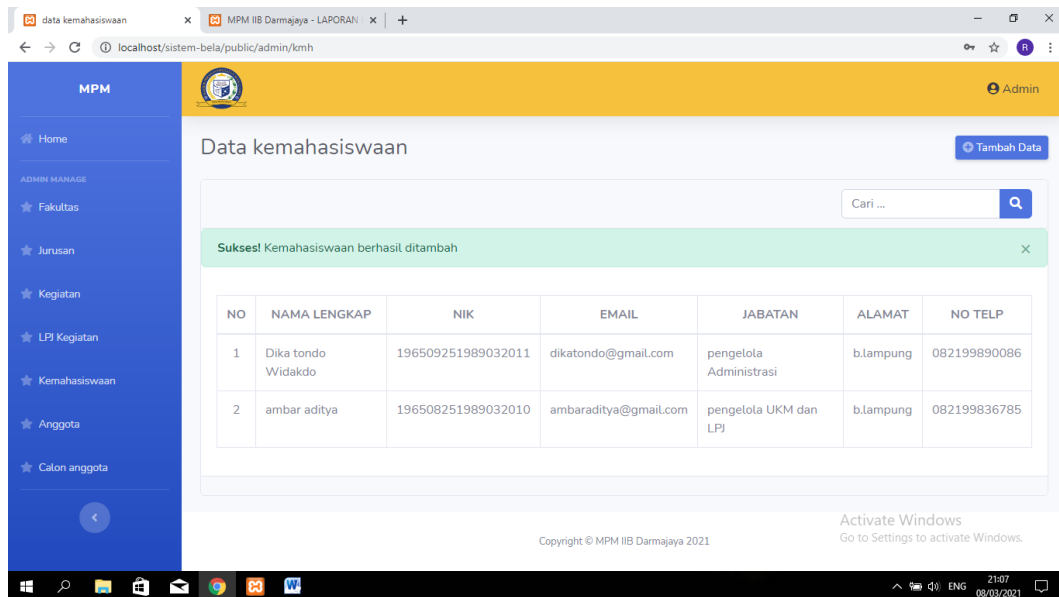 data kemahasiswaan
MPM IIB Darmajaya - LAPORAN
localhost/sistem-bela/public/admin/kmh
R
MPM
Admin
Home
Data kemahasiswaan
Tambah Data
ADMIN MANAGE
Fakultas
Cari ...
Sukses! Kemahasiswaan berhasil ditambah
Jurusan
Kegiatan
LPJ Kegiatan
Kemahasiswaan
Anggota
Calon anggota
NO NAMA LENGKAP NIK EMAIL JABATAN ALAMAT NO TELP
1 Dika tondo 196509251989032011 dikatondo@gmail.com pengelola b.lampung 082199890086
Widakdo Administrasi
2 ambar aditya 196508251989032010 ambaraditya@gmail.com pengelola UKM dan b.lampung 082199836785
LPJ
Copyright © MPM IIB Darmajaya 2021
Activate Windows
Go to Settings to activate Windows.
ENG
21:07
08/03/2021